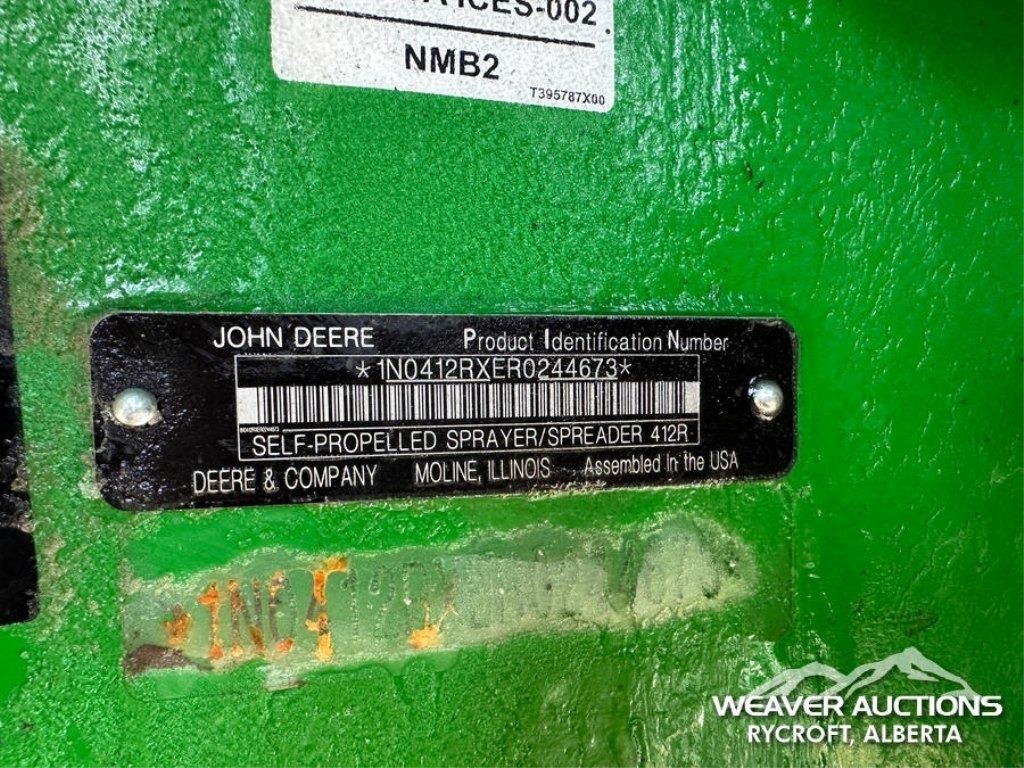 ICES-002
NMB2
T395787X00
JOHN DEERE Product Identification Number
*1N0412RXER0244673*
SELF-PROPELLED SPRAYER/SPREADER 412R
DEERE & COMPANY MOLINE, ILLINOIS Assembled in the USA
WEAVER AUCTIONS
RYCROFT, ALBERTA